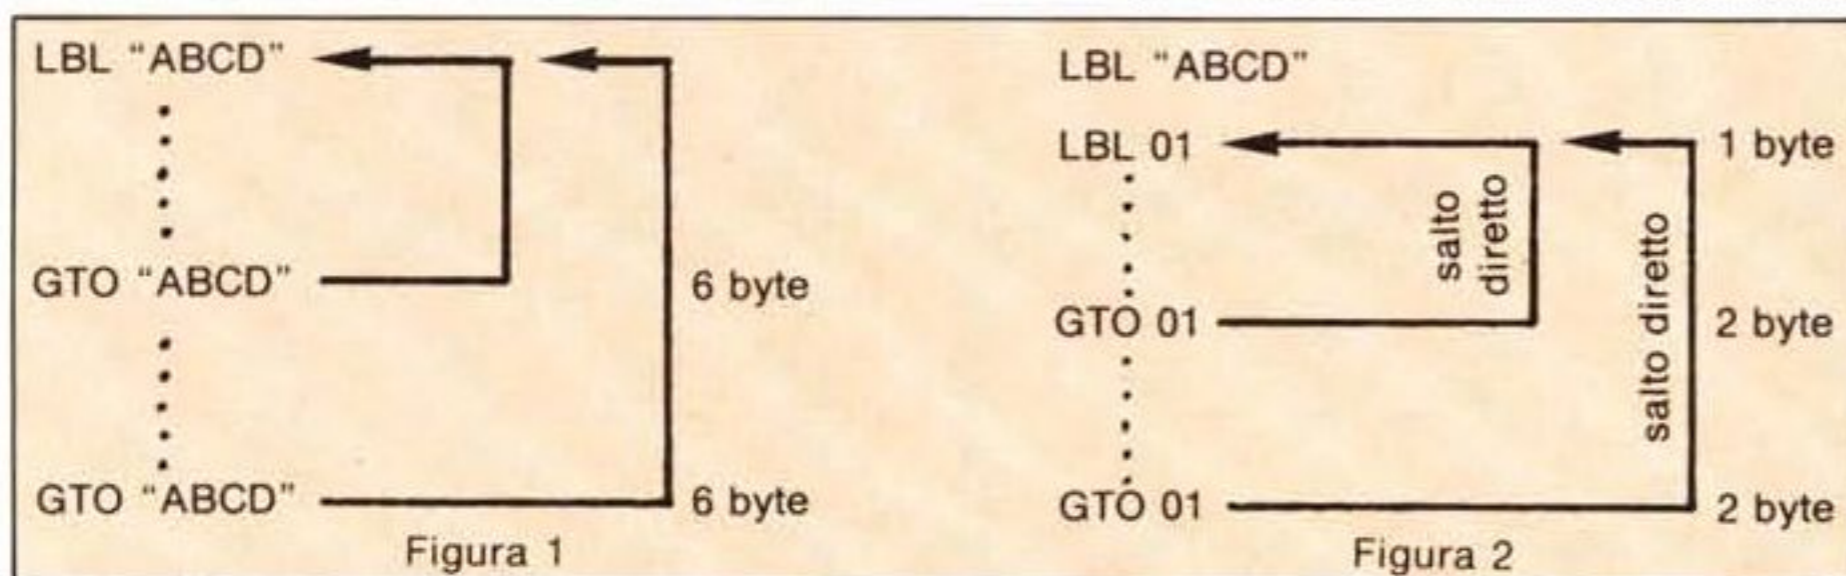 LBL “ABCD”
GTO “ABCD”
6 byte
GTO “ABCD”
6 byte
Figura 1
LBL “ABCD”
LBL 01
1 byte
salto
diretto
salto diretto
GTO 01
2 byte
GTO 01
2 byte
Figura 2